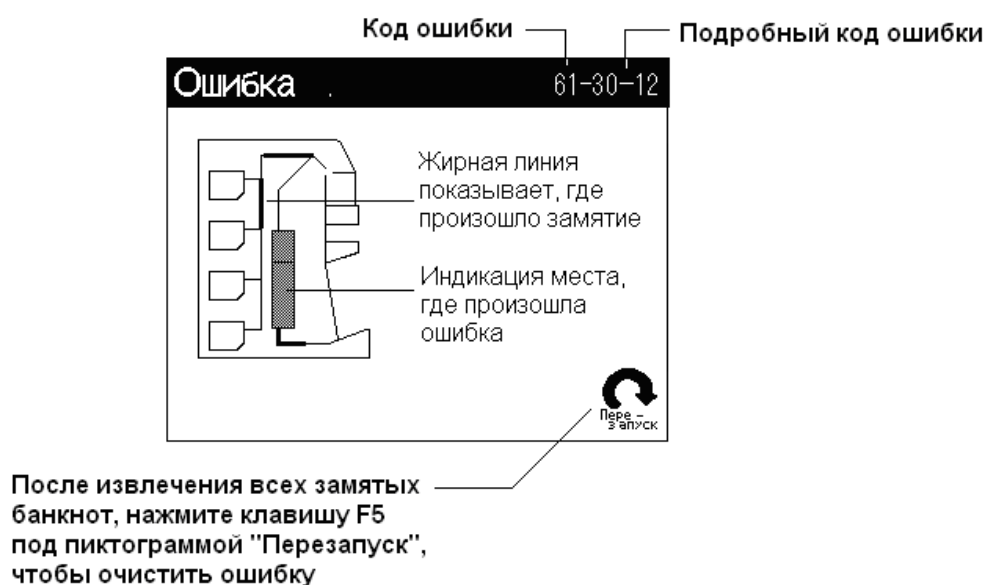 Код ошибки
Подробный код ошибки
Ошибка .
61-30-12
Жирная линия
показывает, где
произошло замятие
Индикация места,
где произошла
ошибка
Пере -
запуск
После извлечения всех замятых
банкнот, нажмите клавишу F5
под пиктограммой "Перезапуск",
чтобы очистить ошибку